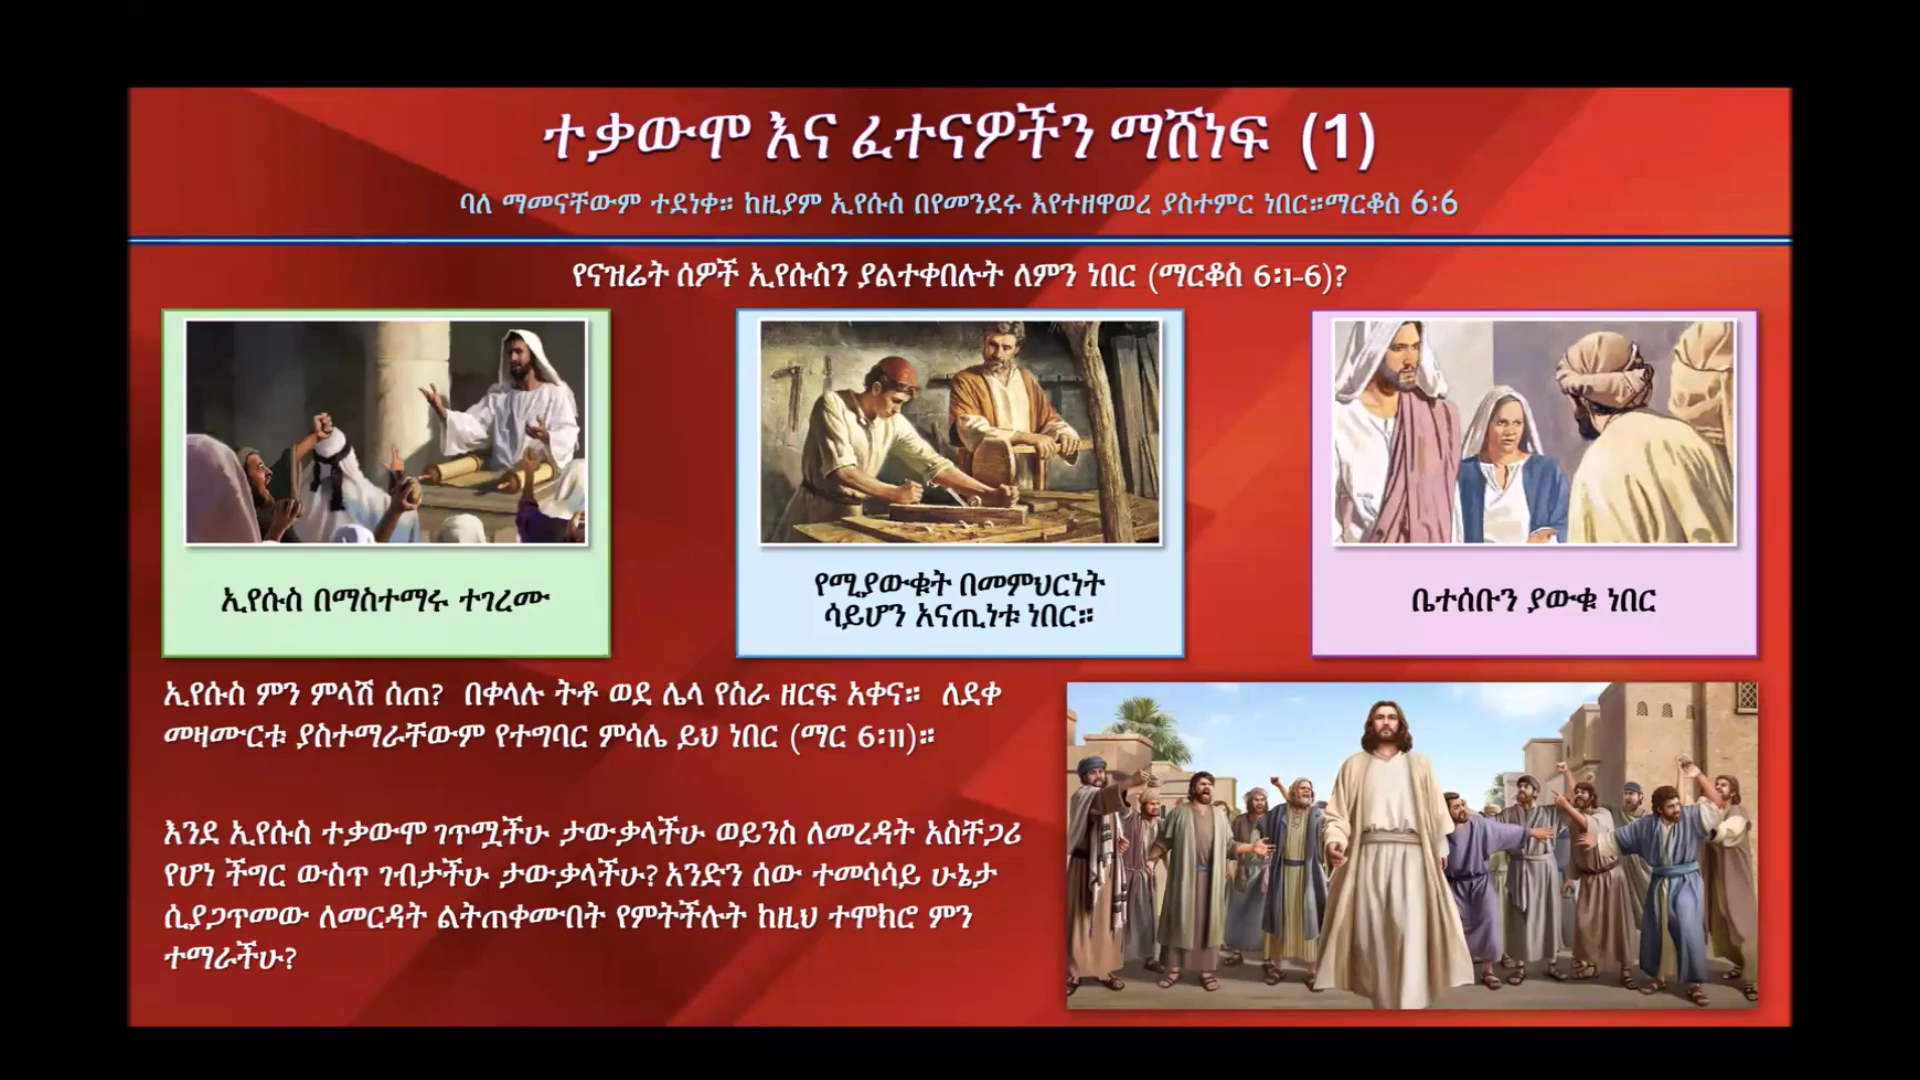 ተቃውሞ እና ፈተናዎችን ማሸነፍ (1)
ባለ ማመናቸውም ተደነቀ። ከዚያም ኢየሱስ በየመንደሩ እየተዘዋወረ ያስተምር ነበር።ማርቆስ 6:6
የናዝሬት ሰዎች ኢየሱስን ያልተቀበሉት ለምን ነበር (ማርቆስ 6፡1-6)?
ኢየሱስ በማስተማሩ ተገረሙ
የሚያውቁት በመምህርነት
ሳይሆን አናጢነቱ ነበር።
ቤተሰቡን ያውቁ ነበር
ኢየሱስ ምን ምላሽ ሰጠ? በቀላሉ ትቶ ወደ ሌላ የስራ ዘርፍ አቀና። ለደቀ
መዛሙርቱ ያስተማራቸውም የተግባር ምሳሌ ይህ ነበር (ማር 6፡11)።
እንደ ኢየሱስ ተቃውሞ ገጥሟችሁ ታውቃላችሁ ወይንስ ለመረዳት አስቸጋሪ
የሆነ ችግር ውስጥ ገብታችሁ ታውቃላችሁ? አንድን ሰው ተመሳሳይ ሁኔታ
ሲያጋጥመው ለመርዳት ልትጠቀሙበት የምትችሉት ከዚህ ተሞክሮ ምን
ተማራችሁ?